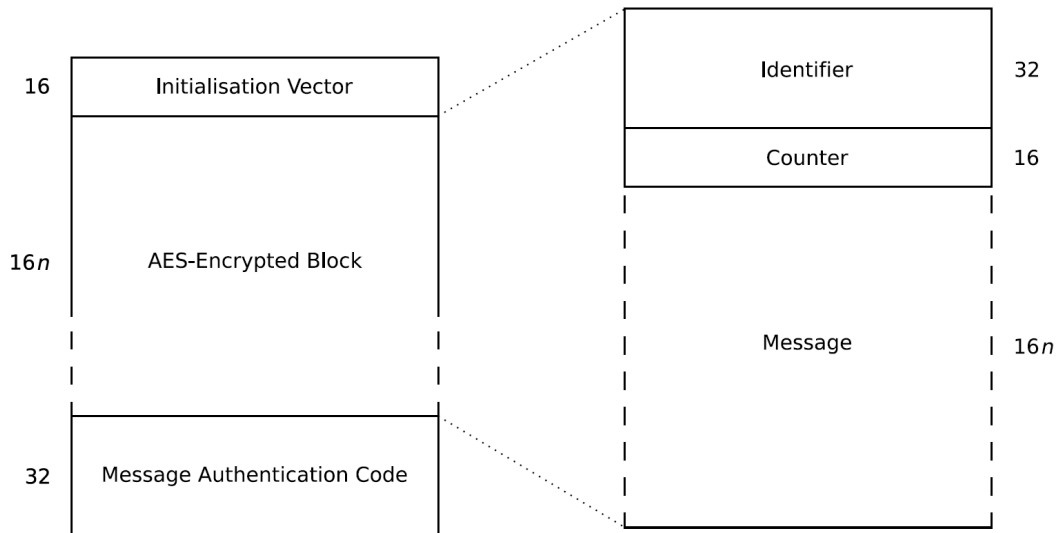 16
Initialisation Vector
16n
AES-Encrypted Block
32
Message Authentication Code
Identifier
32
Counter
16
Message
16n